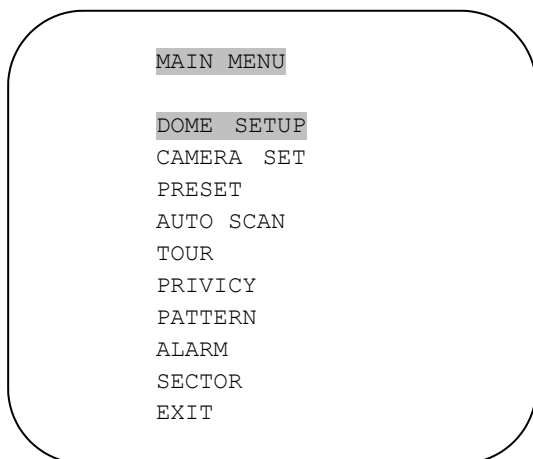 MAIN MENU
DOME SETUP
CAMERA SET
PRESET
AUTO SCAN
TOUR
PRIVICY
PATTERN
ALARM
SECTOR
EXIT